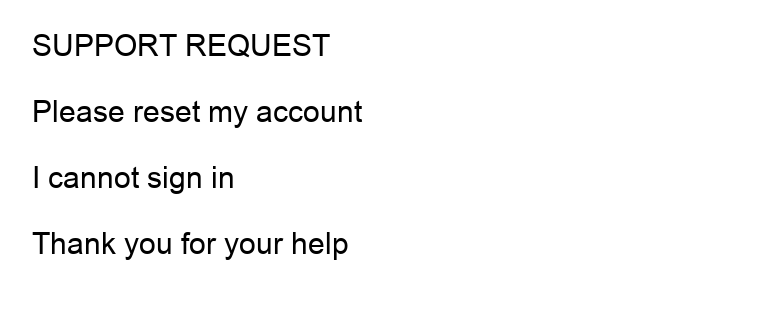 SUPPORT REQUEST
Please reset my account
I cannot sign in
Thank you for your help